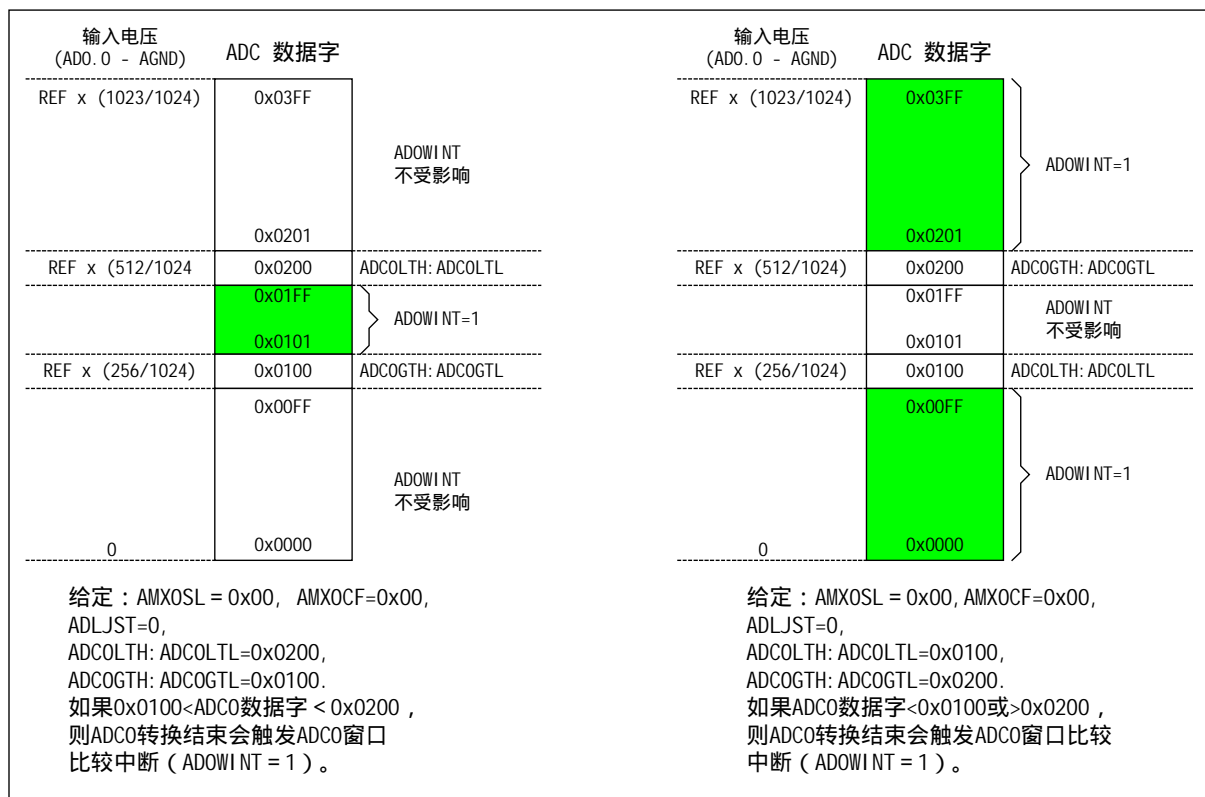 输入电压
(AD0.0 - AGND)
ADC 数据字
REF x (1023/1024)
0x03FF
AD0WINT
不受影响
0x0201
REF x (512/1024
0x0200
ADC0LTH:ADC0LTL
0x01FF
AD0WINT=1
0x0101
REF x (256/1024)
0x0100
ADC0GTH:ADC0GTL
0x00FF
AD0WINT
不受影响
0
0x0000
给定：AMX0SL = 0x00, AMX0CF=0x00,
ADLJST=0,
ADC0LTH:ADC0LTL=0x0200,
ADC0GTH:ADC0GTL=0x0100.
如果0x0100<ADC0数据字 < 0x0200，
则ADC0转换结束会触发ADC0窗口
比较中断（AD0WINT = 1）。
输入电压
(AD0.0 - AGND)
ADC 数据字
REF x (1023/1024)
0x03FF
AD0WINT=1
0x0201
REF x (512/1024)
0x0200
ADC0GTH:ADC0GTL
0x01FF
AD0WINT
不受影响
0x0101
REF x (256/1024)
0x0100
ADC0LTH:ADC0LTL
0x00FF
AD0WINT=1
0
0x0000
给定：AMX0SL = 0x00, AMX0CF=0x00,
ADLJST=0,
ADC0LTH:ADC0LTL=0x0100,
ADC0GTH:ADC0GTL=0x0200.
如果ADC0数据字<0x0100或>0x0200，
则ADC0转换结束会触发ADC0窗口比较
中断（AD0WINT = 1）。